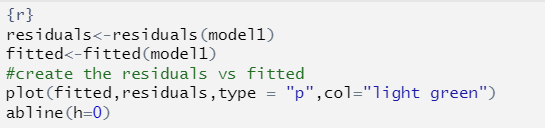 {r}
residuals<-residuals(model1)
fitted<-fitted(model1)
#create the residuals vs fitted
plot(fitted,residuals,type = "p",col="light green")
abline(h=0)